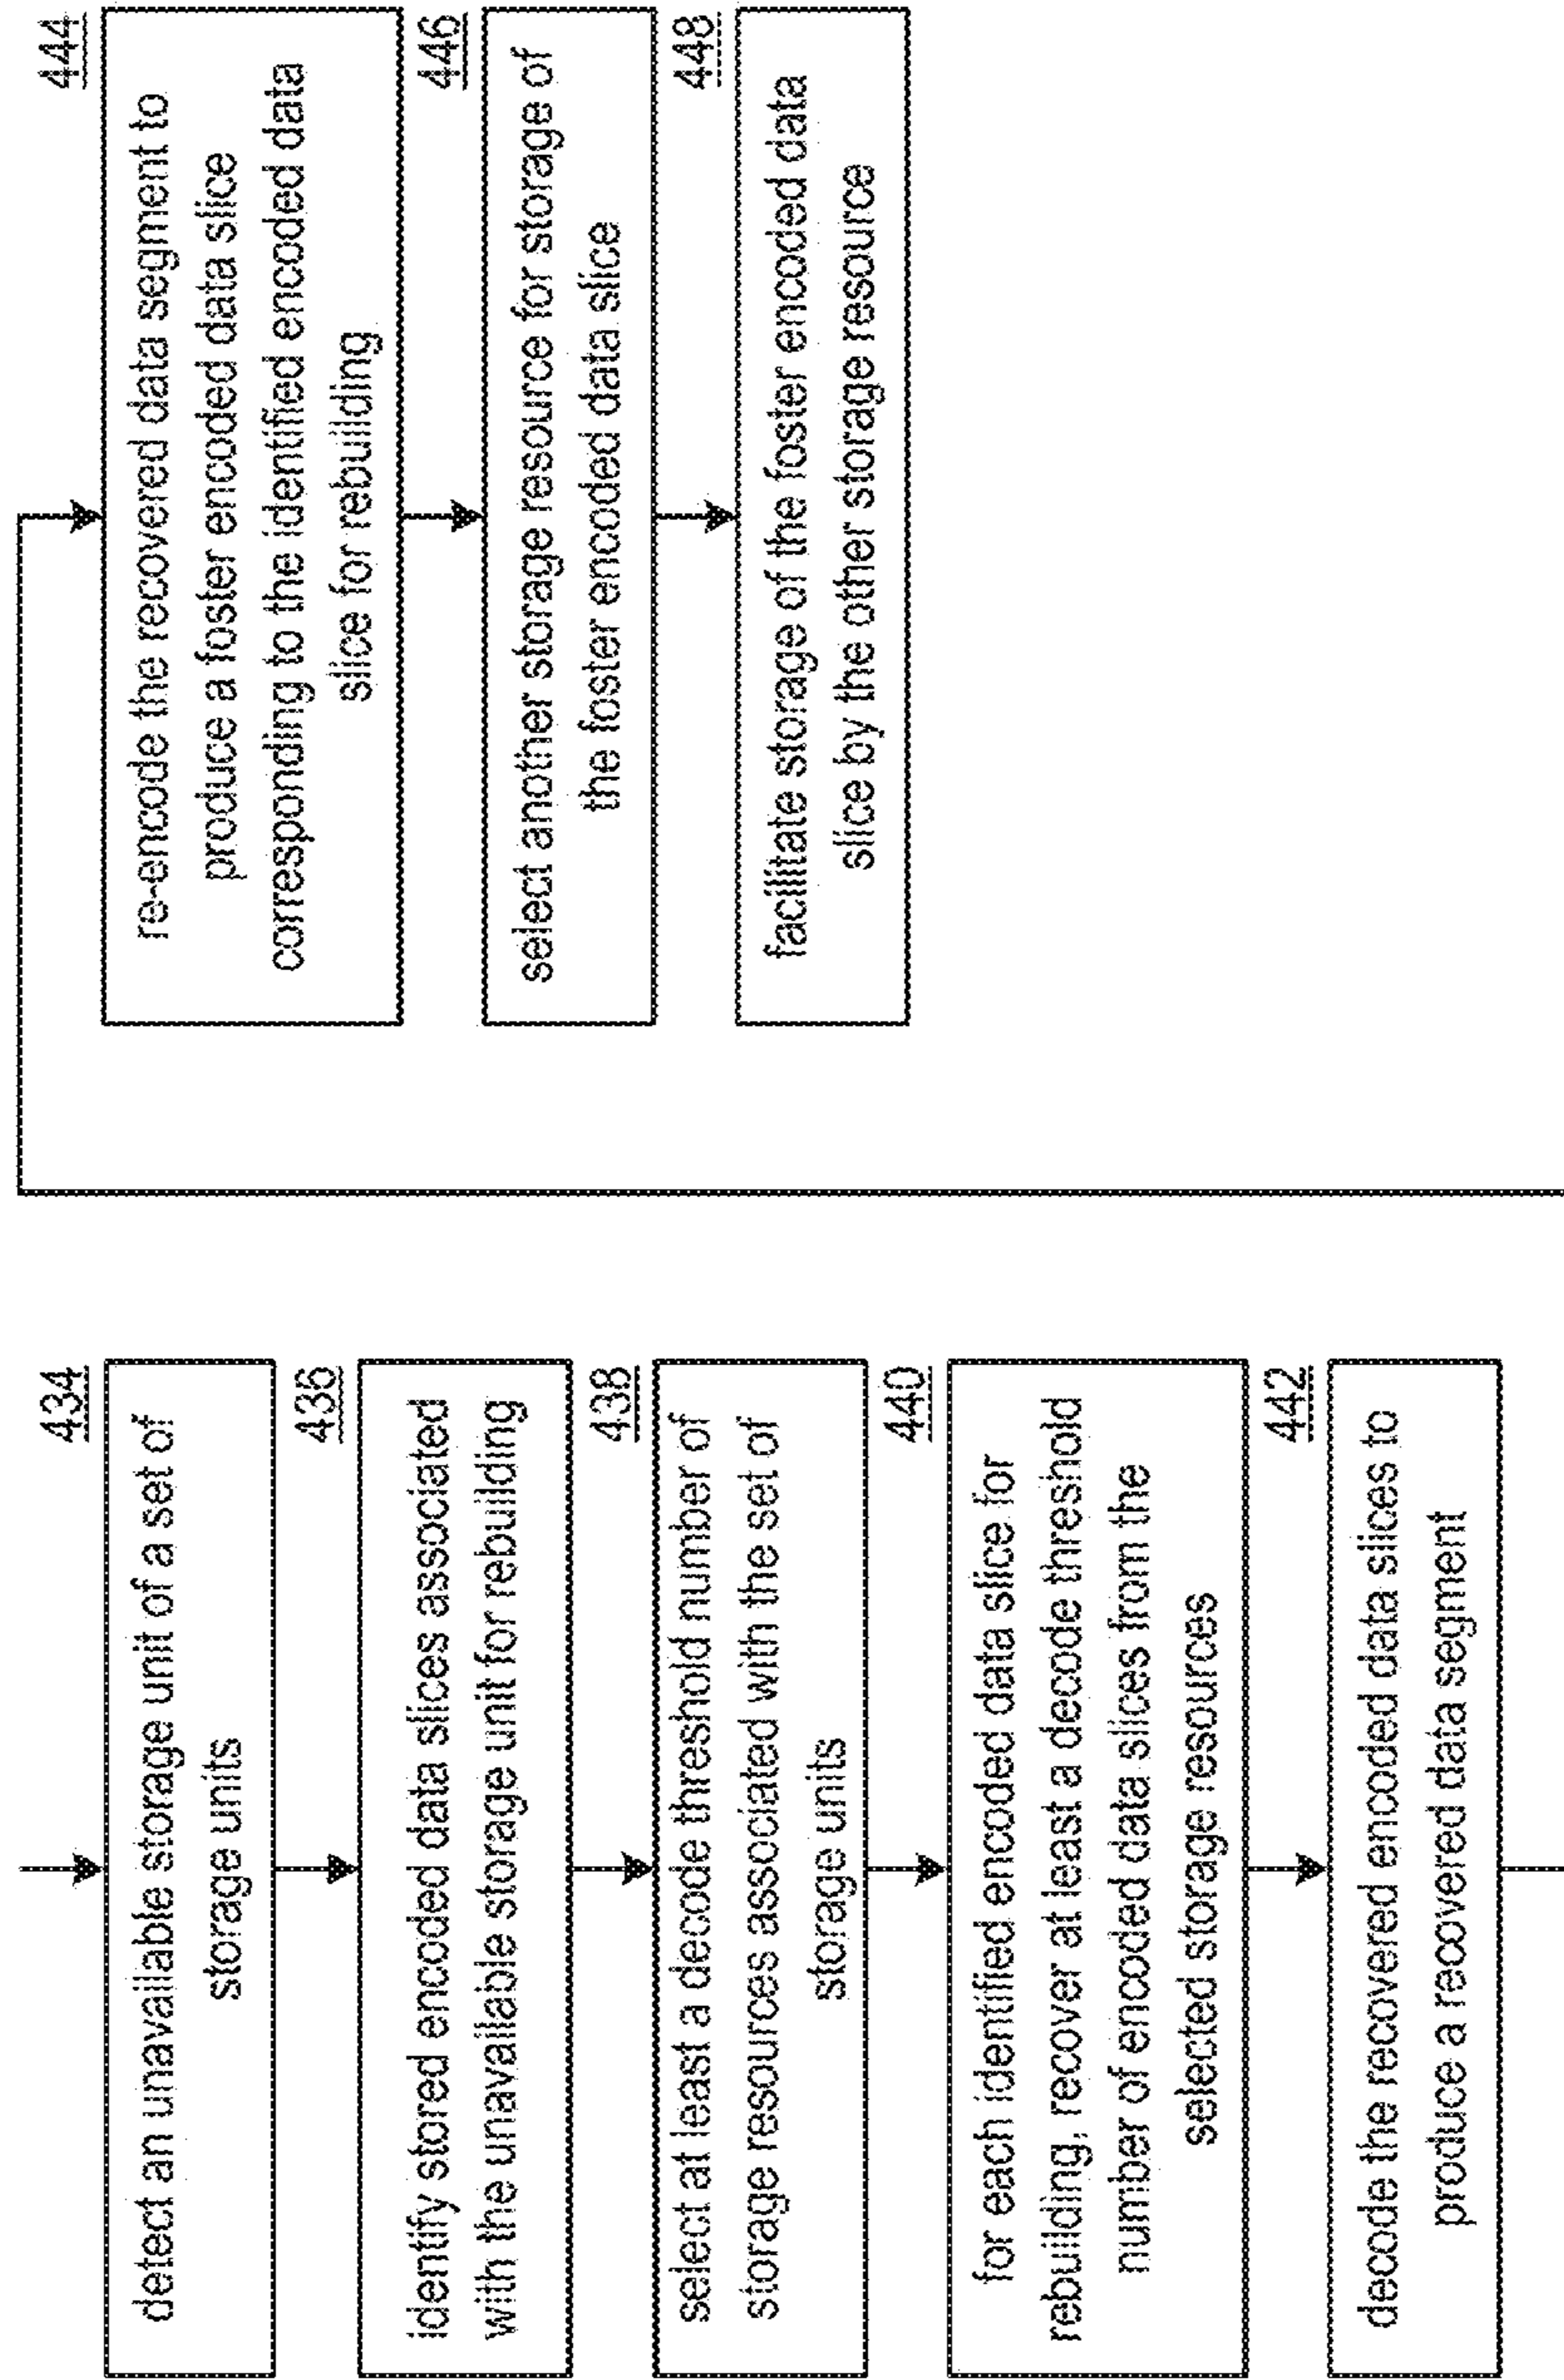 434
detect an unavailable storage unit of a set of
storage units
436
identify stored encoded data slices associated
with the unavailable storage unit for rebuilding
438
select at least a decode threshold number of
storage resources associated with the set of
storage units
440
for each identified encoded data slice for
rebuilding, recover at least a decode threshold
number of encoded data slices from the
selected storage resources
442
decode the recovered encoded data slices to
produce a recovered data segment
444
re-encode the recovered data segment to
produce a foster encoded data slice
corresponding to the identified encoded data
slice for rebuilding
446
select another storage resource for storage of
the foster encoded data slice
448
facilitate storage of the foster encoded data
slice by the other storage resource